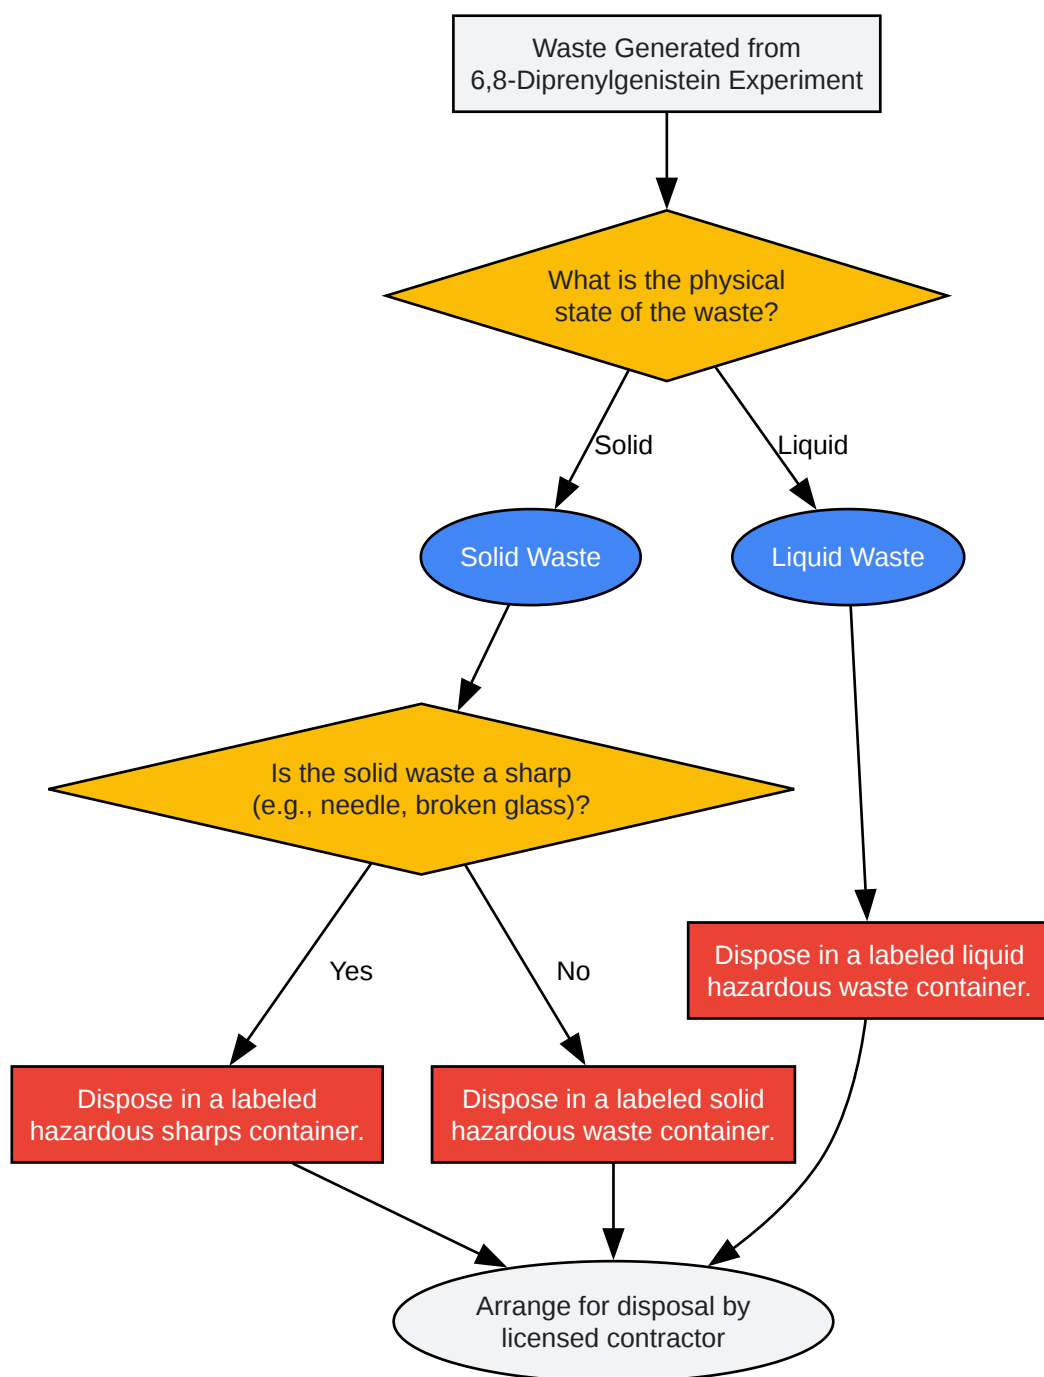 Waste Generated from
6,8-Diprenylgenistein Experiment
What is the physical
state of the waste?
Solid
Liquid
Solid Waste
Liquid Waste
Is the solid waste a sharp
(e.g., needle, broken glass)?
Yes
No
Dispose in a labeled liquid
hazardous waste container.
Dispose in a labeled
hazardous sharps container.
Dispose in a labeled solid
hazardous waste container.
Arrange for disposal by
licensed contractor